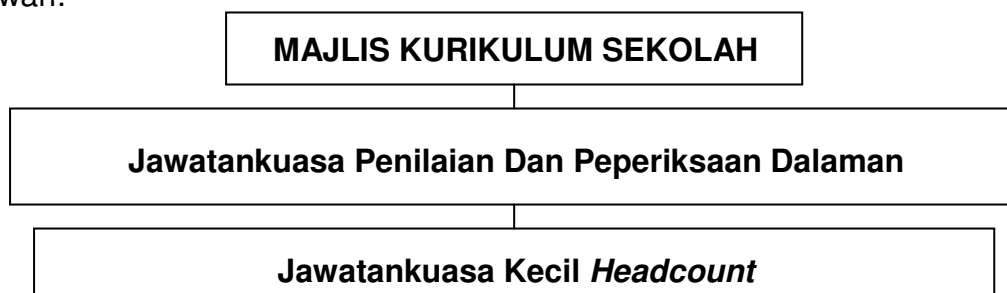 MAJLIS KURIKULUM SEKOLAH
Jawatankuasa Penilaian Dan Peperiksaan Dalaman
Jawatankuasa Kecil Headcount